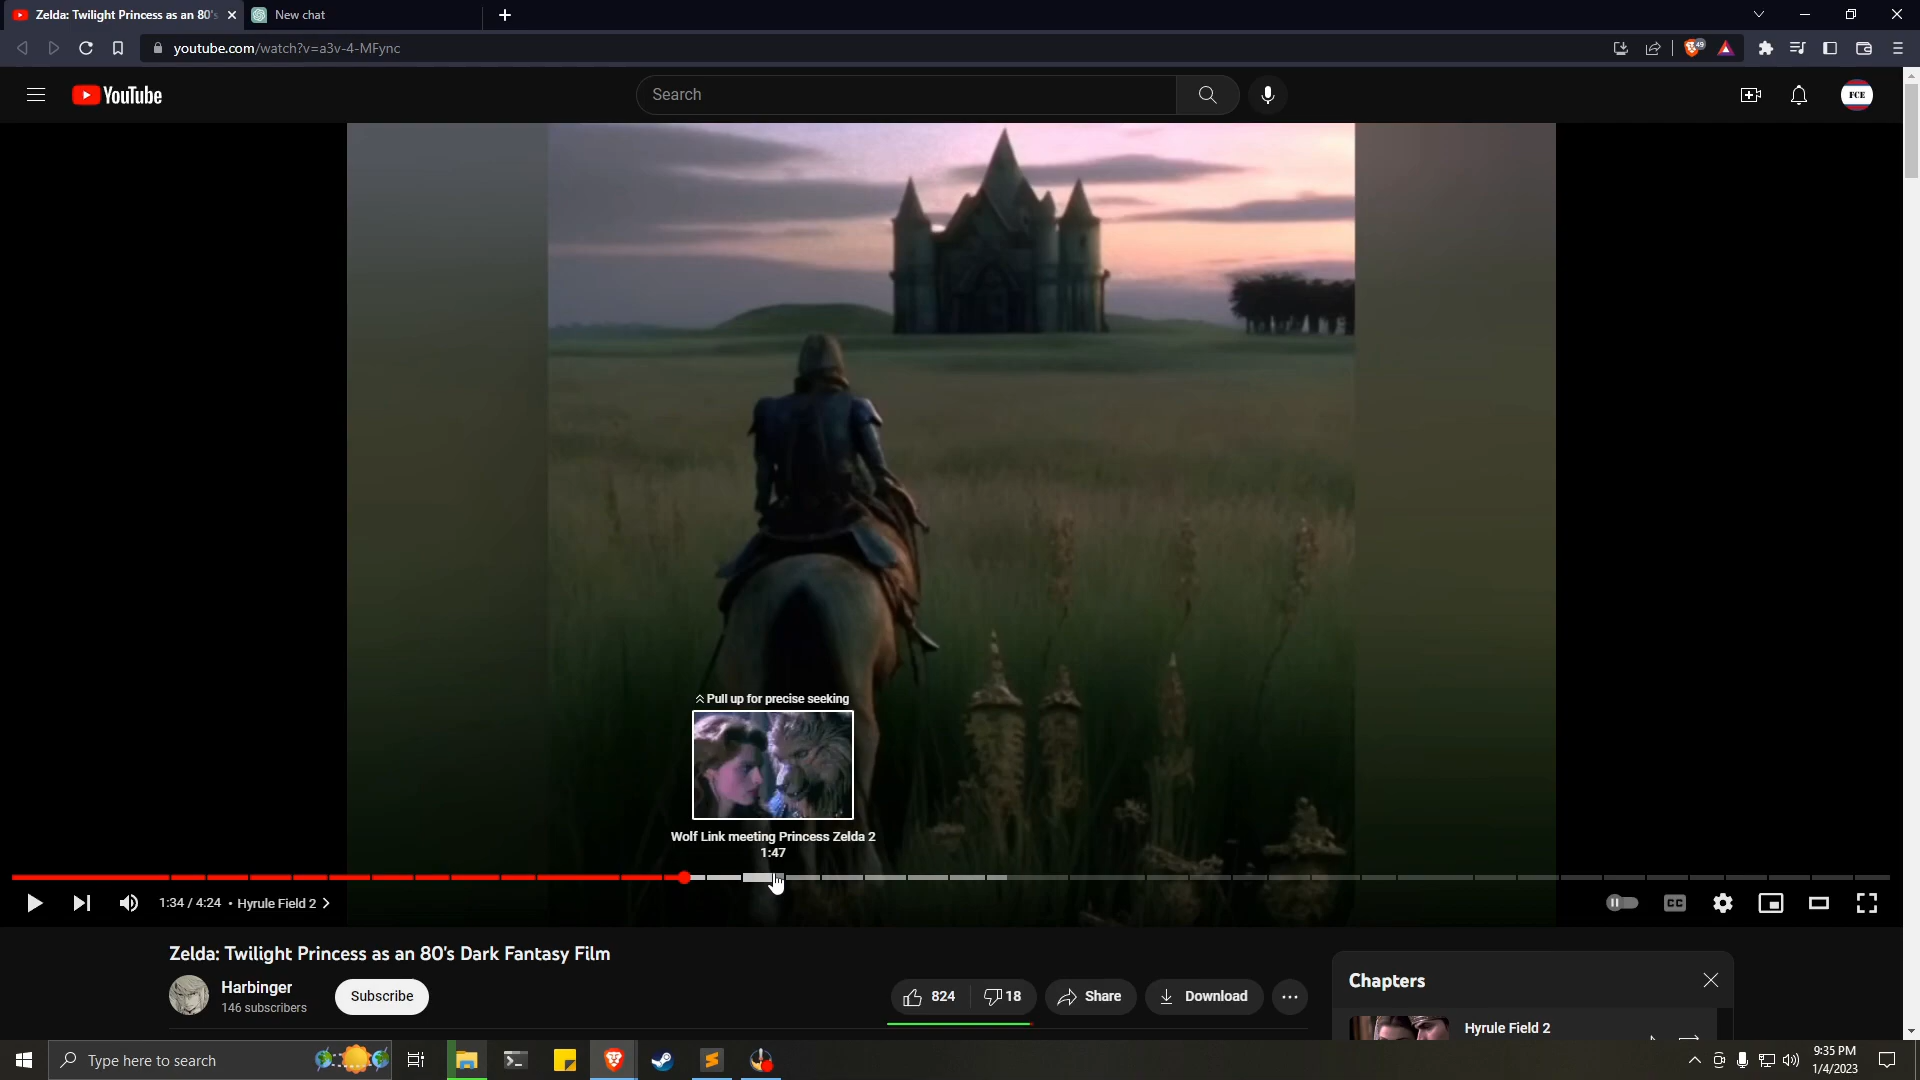 Zelda: Twilight Princess as an 80's
New chat
youtube.com/watch?v=a3v-4-MFync
49
YouTube
Search
FCE
Pull up for precise seeking
Wolf Link meeting Princess Zelda 2
1:47
1:34 / 4:24 • Hyrule Field 2
CC
Zelda: Twilight Princess as an 80's Dark Fantasy Film
Harbinger
146 subscribers
Subscribe
824
18
Share
Download
Chapters
Hyrule Field 2
Type here to search
9:35 PM
1/4/2023